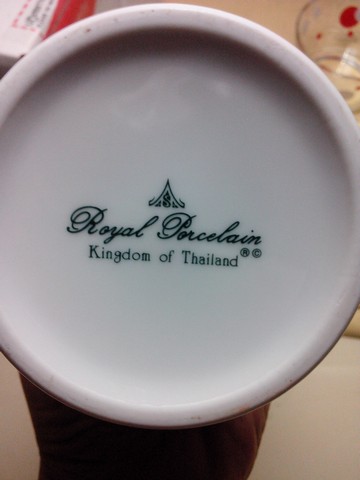 Royal Porcelain
Kingdom of Thailand ®©